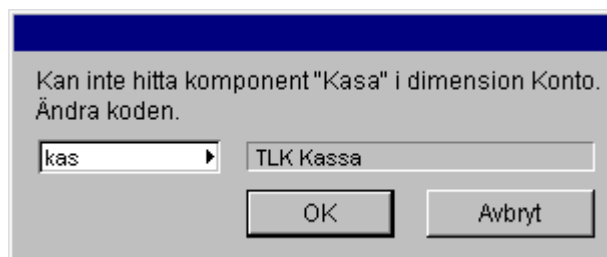 Kan inte hitta komponent "Kasa" i dimension Konto.
Ändra koden.
kas TLK Kassa
OK Avbryt